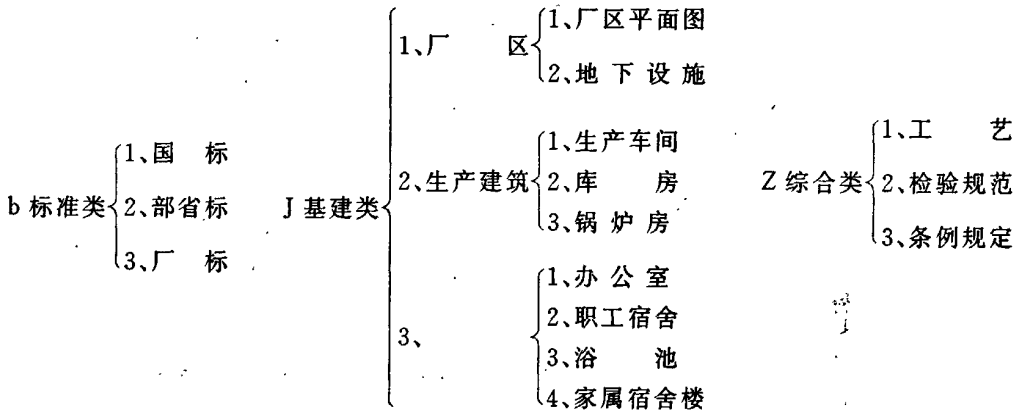 b 标准类
1、国 标
2、部省标
3、厂 标
J 基建类
1、厂 区
1、厂区平面图
2、地下设施
2、生产建筑
1、生产车间
2、库 房
3、锅炉房
3、
1、办公室
2、职工宿舍
3、浴 池
4、家属宿舍楼
Z 综合类
1、工 艺
2、检验规范
3、条例规定